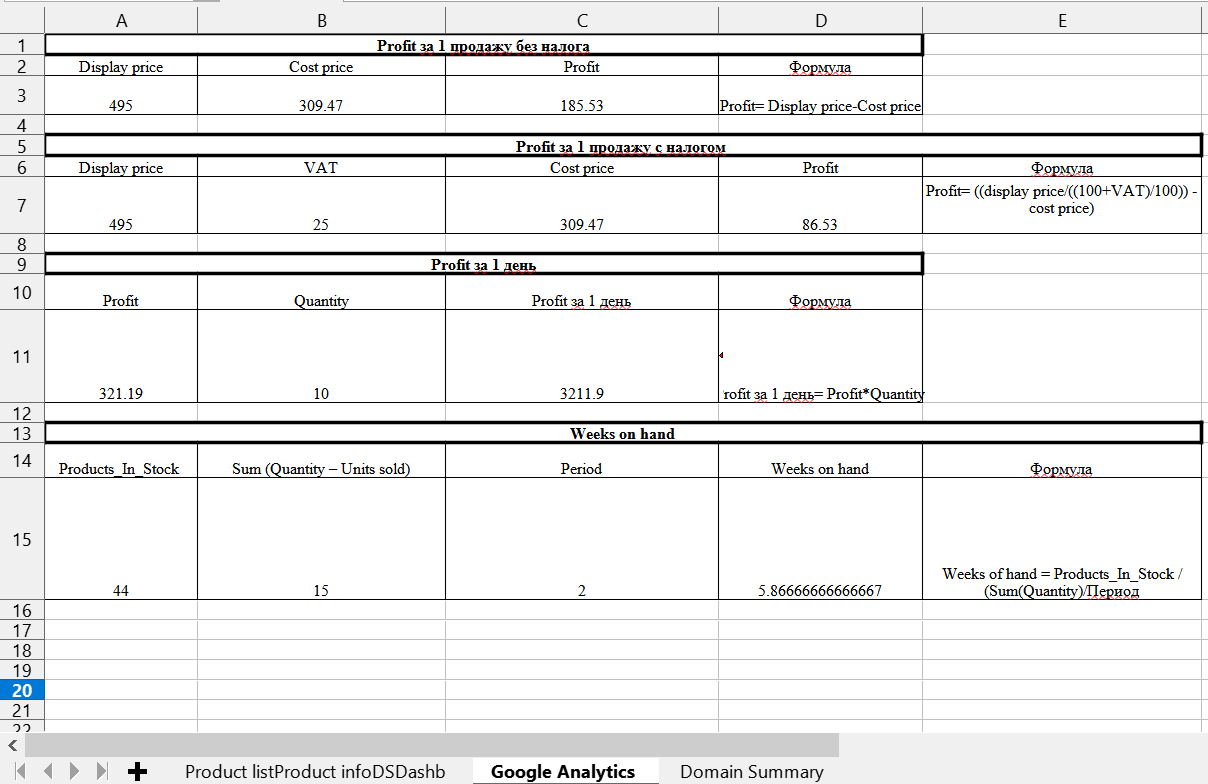 A B C D E
1 Profit за 1 продажу без налога
2 Display price Cost price Profit Формула
3 495 309.47 185.53 Profit= Display price-Cost price
4
5 Profit за 1 продажу с налогом
6 Display price VAT Cost price Profit Формула
7 495 25 309.47 86.53 Profit= ((display price/((100+VAT)/100)) -
cost price)
8
9 Profit за 1 день
10 Profit Quantity Profit за 1 день Формула
11 321.19 10 3211.9 rofit за 1 день= Profit*Quantity
12
13 Weeks on hand
14 Products_In_Stock Sum (Quantity – Units sold) Period Weeks on hand Формула
15 44 15 2 5.86666666666667 Weeks of hand = Products_In_Stock /
(Sum(Quantity)/Период
16
17
18
19
20
21
22
Product listProduct infoDSDashb Google Analytics Domain Summary